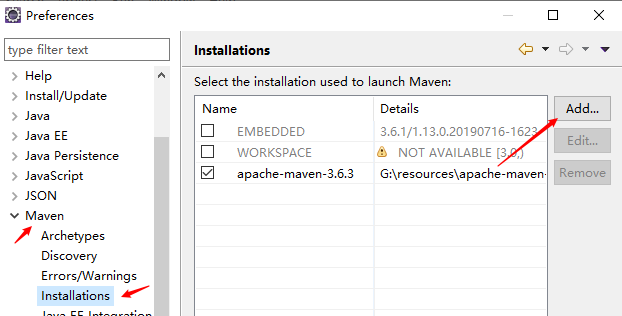 Preferences
type filter text
Help
Install/Update
Java
Java EE
Java Persistence
JavaScript
JSON
Maven
Archetypes
Discovery
Errors/Warnings
Installations
Java EE Integration
Installations
Select the installation used to launch Maven:
Name Details
EMBEDDED 3.6.1/1.13.0.20190716-1623
WORKSPACE NOT AVAILABLE [3.0,)
apache-maven-3.6.3 G:\resources\apache-maven-
Add...
Edit...
Remove